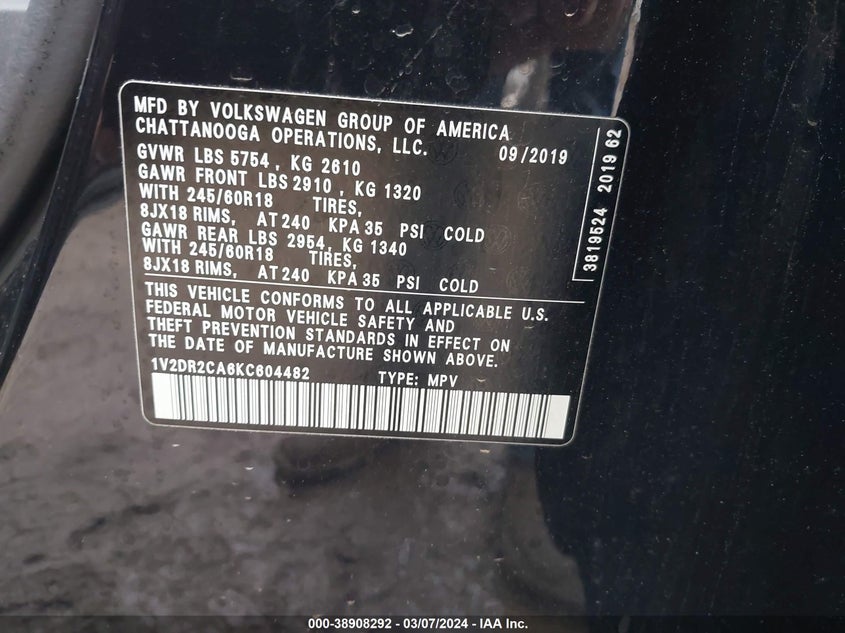 MFD BY VOLKSWAGEN GROUP OF AMERICA
CHATTANOOGA OPERATIONS, LLC. 09/2019
GVWR LBS 5754 , KG 2610
GAWR FRONT LBS 2910 , KG 1320
WITH 245/60R18 TIRES,
8JX18 RIMS, AT 240 KPA 35 PSI COLD
GAWR REAR LBS 2954, KG 1340
WITH 245/60R18 TIRES,
8JX18 RIMS, AT 240 KPA 35 PSI COLD
THIS VEHICLE CONFORMS TO ALL APPLICABLE U.S.
FEDERAL MOTOR VEHICLE SAFETY AND
THEFT PREVENTION STANDARDS IN EFFECT ON
THE DATE OF MANUFACTURE SHOWN ABOVE.
1V2DR2CA6KC604482 TYPE: MPV
3819524 2019 62
000-38908292 - 03/07/2024 - IAA Inc.